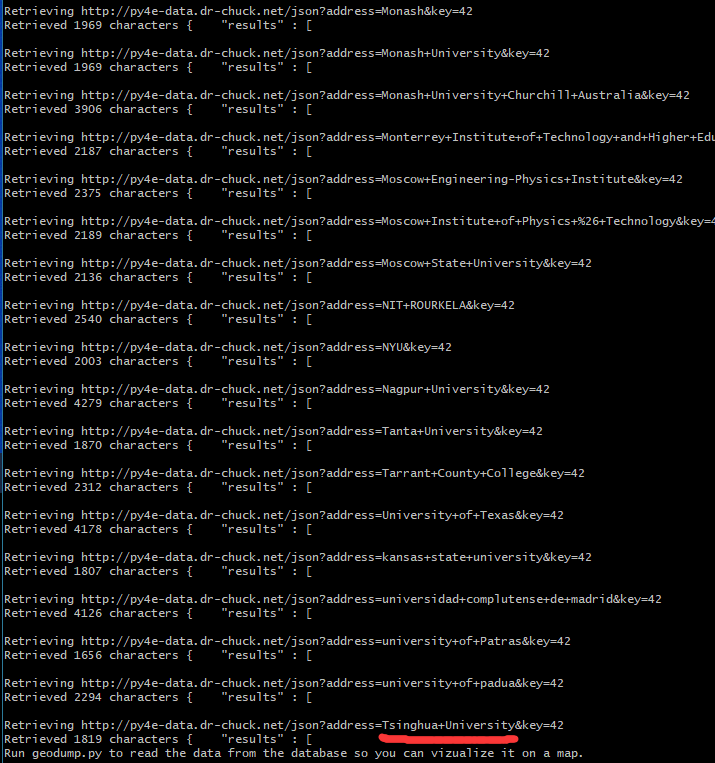 Retrieving http://py4e-data.dr-chuck.net/json?address=Monash&key=42
Retrieved 1969 characters {    "results" : [
Retrieving http://py4e-data.dr-chuck.net/json?address=Monash+University&key=42
Retrieved 1969 characters {    "results" : [
Retrieving http://py4e-data.dr-chuck.net/json?address=Monash+University+Churchill+Australia&key=42
Retrieved 3906 characters {    "results" : [
Retrieving http://py4e-data.dr-chuck.net/json?address=Monterrey+Institute+of+Technology+and+Higher+Edu
Retrieved 2187 characters {    "results" : [
Retrieving http://py4e-data.dr-chuck.net/json?address=Moscow+Engineering-Physics+Institute&key=42
Retrieved 2375 characters {    "results" : [
Retrieving http://py4e-data.dr-chuck.net/json?address=Moscow+Institute+of+Physics+%26+Technology&key=4
Retrieved 2189 characters {    "results" : [
Retrieving http://py4e-data.dr-chuck.net/json?address=Moscow+State+University&key=42
Retrieved 2136 characters {    "results" : [
Retrieving http://py4e-data.dr-chuck.net/json?address=NIT+ROURKELA&key=42
Retrieved 2540 characters {    "results" : [
Retrieving http://py4e-data.dr-chuck.net/json?address=NYU&key=42
Retrieved 2003 characters {    "results" : [
Retrieving http://py4e-data.dr-chuck.net/json?address=Nagpur+University&key=42
Retrieved 4279 characters {    "results" : [
Retrieving http://py4e-data.dr-chuck.net/json?address=Tanta+University&key=42
Retrieved 1870 characters {    "results" : [
Retrieving http://py4e-data.dr-chuck.net/json?address=Tarrant+County+College&key=42
Retrieved 2312 characters {    "results" : [
Retrieving http://py4e-data.dr-chuck.net/json?address=University+of+Texas&key=42
Retrieved 4178 characters {    "results" : [
Retrieving http://py4e-data.dr-chuck.net/json?address=kansas+state+university&key=42
Retrieved 1807 characters {    "results" : [
Retrieving http://py4e-data.dr-chuck.net/json?address=universidad+complutense+de+madrid&key=42
Retrieved 4126 characters {    "results" : [
Retrieving http://py4e-data.dr-chuck.net/json?address=university+of+Patras&key=42
Retrieved 1656 characters {    "results" : [
Retrieving http://py4e-data.dr-chuck.net/json?address=university+of+padua&key=42
Retrieved 2294 characters {    "results" : [
Retrieving http://py4e-data.dr-chuck.net/json?address=Tsinghua+University&key=42
Retrieved 1819 characters {    "results" : [
Run geodump.py to read the data from the database so you can vizualize it on a map.